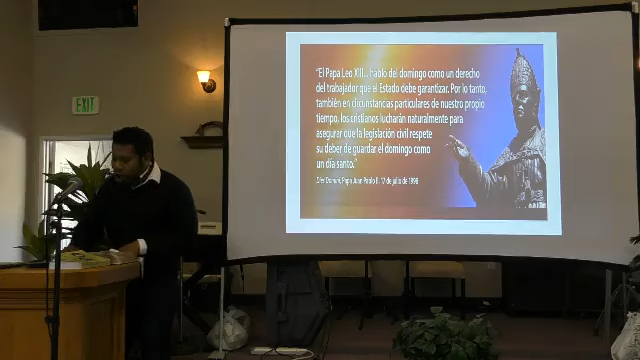 "El Papa Leo XIII... habló del domingo como un derecho
del trabajador que el Estado debe garantizar. Por lo tanto,
también en circunstancias particulares de nuestro propio
tiempo, los cristianos lucharán naturalmente para
asegurar que la legislación civil respete
su deber de guardar el domingo como
un día santo."
Dies Domini, Papa Juan Pablo II, 17 de julio de 1998
EXIT